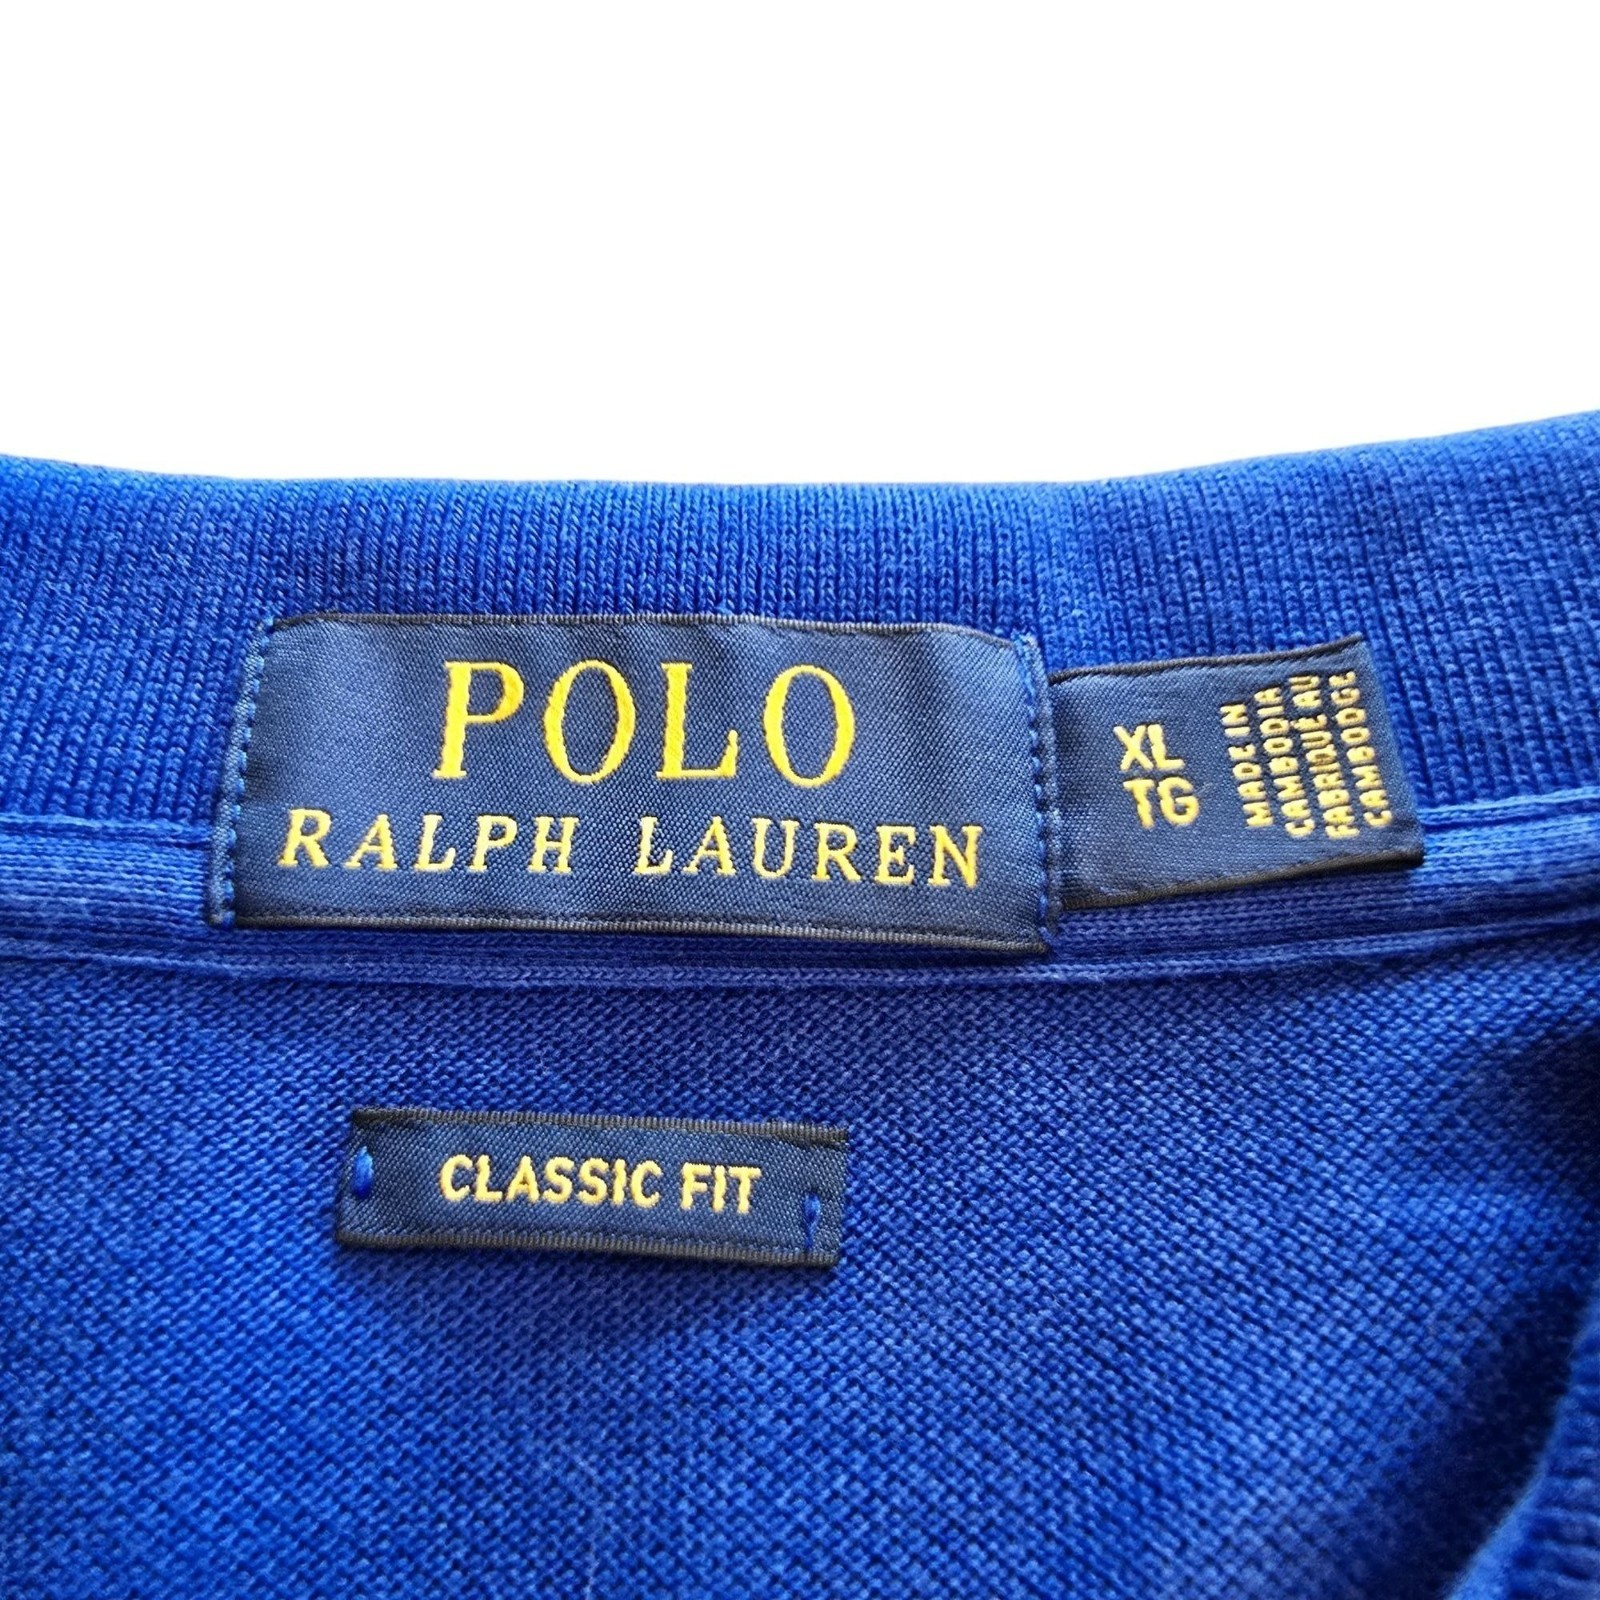 POLO
RALPH LAUREN
XL
TG
MADE IN
CAMBODIA
FABRIQUÉ AU
CAMBODGE
CLASSIC FIT